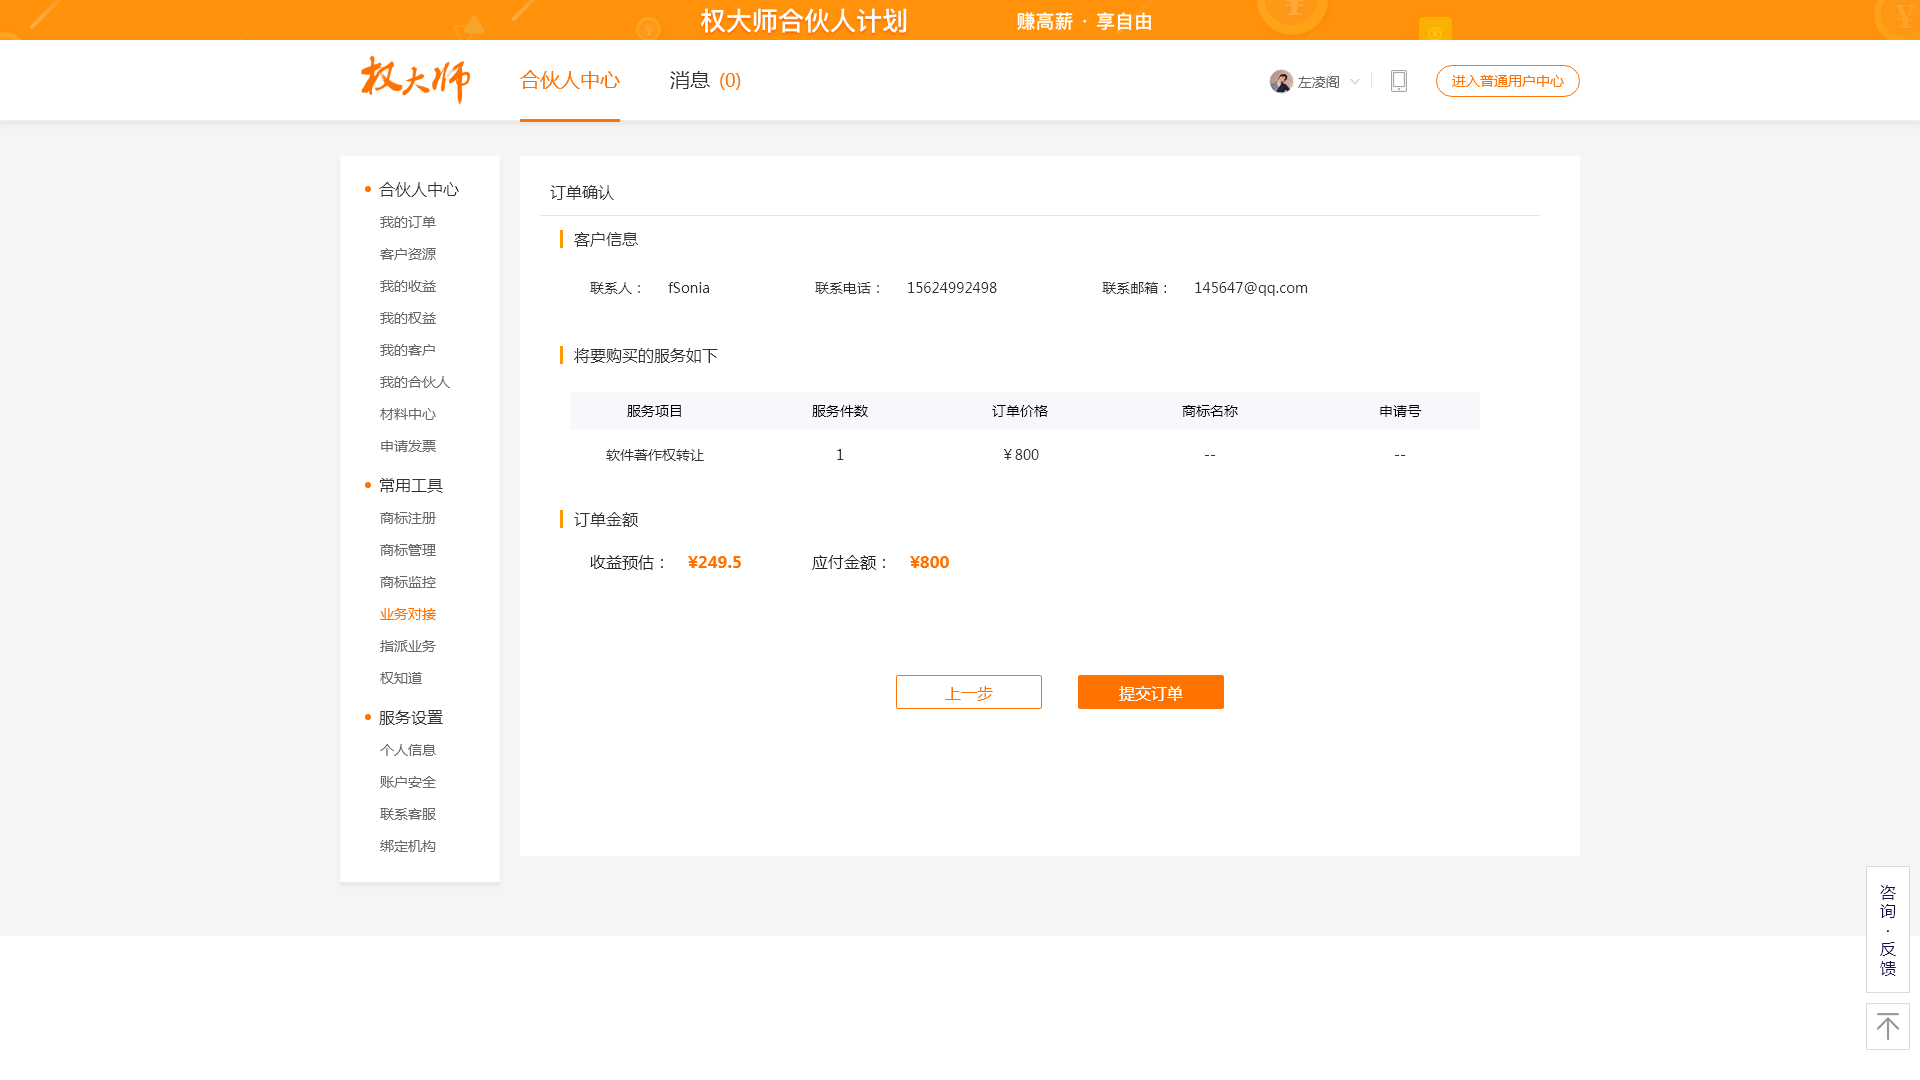 权大师合伙人计划 赚高薪 · 享自由
权大师 合伙人中心 消息 (0) 左凌阁 进入普通用户中心
合伙人中心
我的订单
客户资源
我的收益
我的权益
我的客户
我的合伙人
材料中心
申请发票
常用工具
商标注册
商标管理
商标监控
业务对接
指派业务
权知道
服务设置
个人信息
账户安全
联系客服
绑定机构
订单确认
客户信息
联系人： fSonia 联系电话： 15624992498 联系邮箱： 145647@qq.com
将要购买的服务如下
服务项目 服务件数 订单价格 商标名称 申请号
软件著作权转让 1 ¥800 -- --
订单金额
收益预估： ¥249.5 应付金额： ¥800
上一步 提交订单
咨
询
·
反
馈